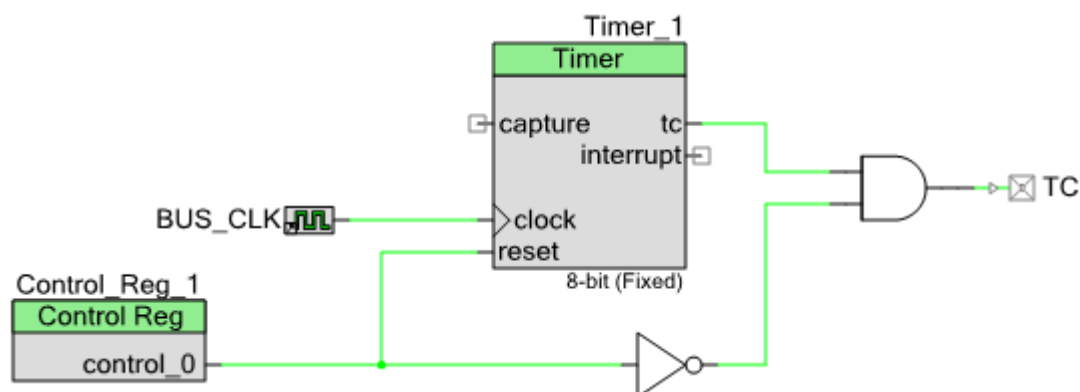 Timer_1
Timer
capture
tc
interrupt
BUS_CLK
clock
reset
8-bit (Fixed)
TC
Control_Reg_1
Control Reg
control_0